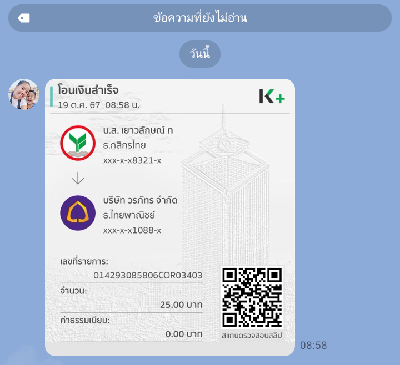 ข้อความที่ยังไม่อ่าน
วันนี้
โอนเงินสำเร็จ
19 ต.ค. 67 08:58 น.
K+
น.ส. เยาวลักษณ์ ท
ธ.กสิกรไทย
xxx-x-x8321-x
บริษัท วรภัทร จำกัด
ธ.ไทยพาณิชย์
xxx-x-x1088-x
เลขที่รายการ:
014293085806COR03403
จำนวน:
25.00 บาท
ค่าธรรมเนียม:
0.00 บาท
สแกนตรวจสอบสลิป
08:58